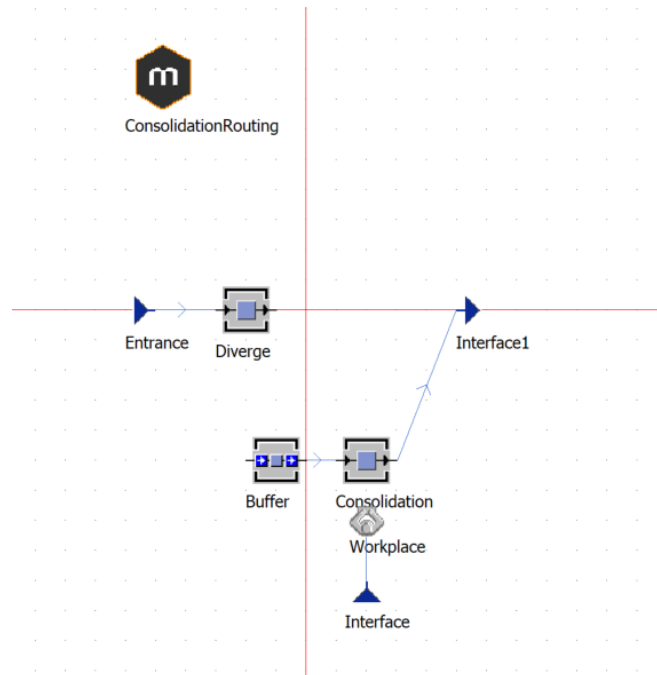 m
ConsolidationRouting
Entrance
Diverge
Interface1
Buffer
Consolidation
Workplace
Interface